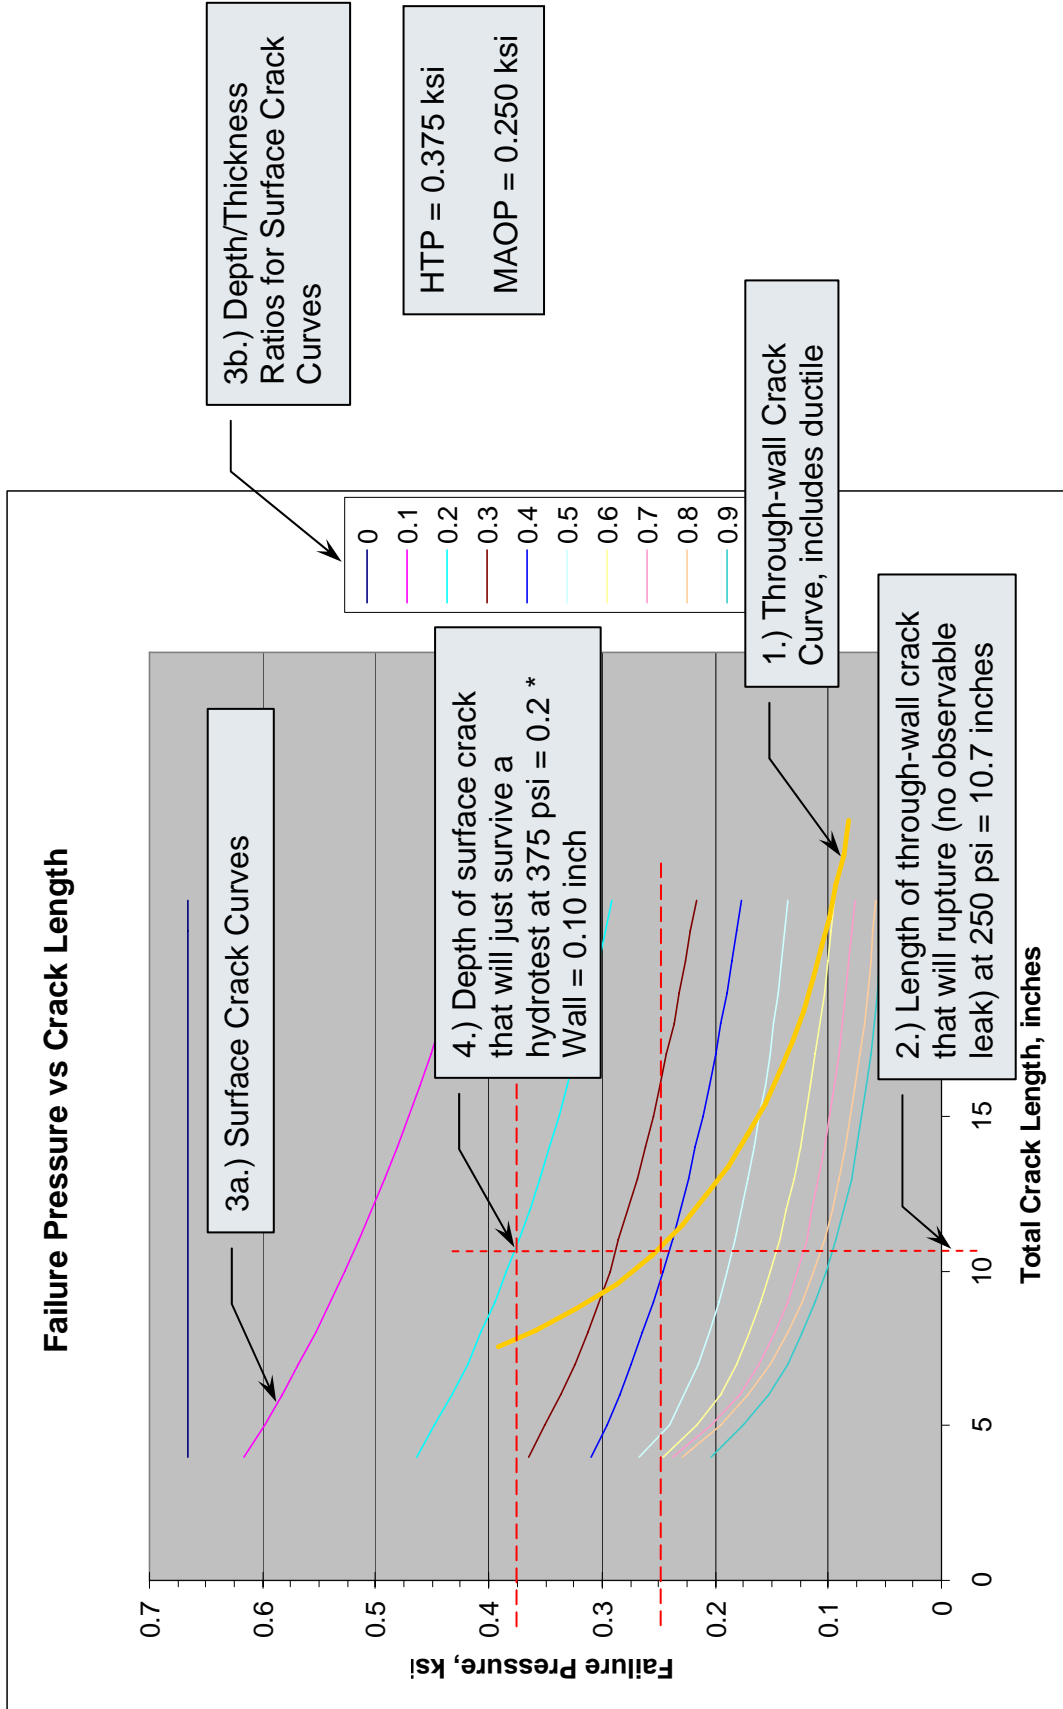 Failure Pressure vs Crack Length
Failure Pressure, ksi
0.7
0.6
0.5
0.4
0.3
0.2
0.1
0
0
5
10
15
Total Crack Length, inches
3a.) Surface Crack Curves
4.) Depth of surface crack
that will just survive a
hydrotest at 375 psi = 0.2 *
Wall = 0.10 inch
0
0.1
0.2
0.3
0.4
0.5
0.6
0.7
0.8
0.9
3b.) Depth/Thickness
Ratios for Surface Crack
Curves
HTP = 0.375 ksi
MAOP = 0.250 ksi
1.) Through-wall Crack
Curve, includes ductile
2.) Length of through-wall crack
that will rupture (no observable
leak) at 250 psi = 10.7 inches